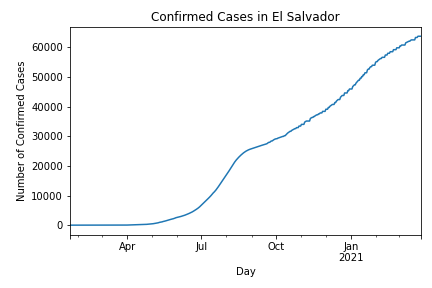 Confirmed Cases in El Salvador
Number of Confirmed Cases
60000
50000
40000
30000
20000
10000
0
Apr
Jul
Oct
Jan
2021
Day